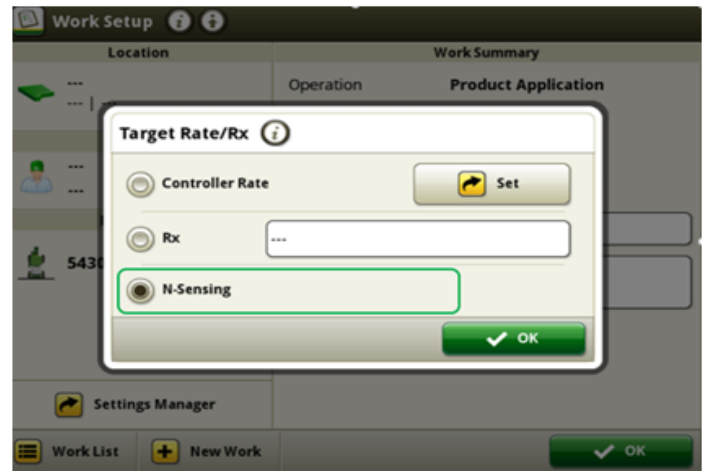 Work Setup
Location
Work Summary
---
--- |
Operation
Product Application
Target Rate/Rx
Controller Rate
Set
Rx
---
N-Sensing
OK
---
---
5430
Settings Manager
Work List
New Work
OK